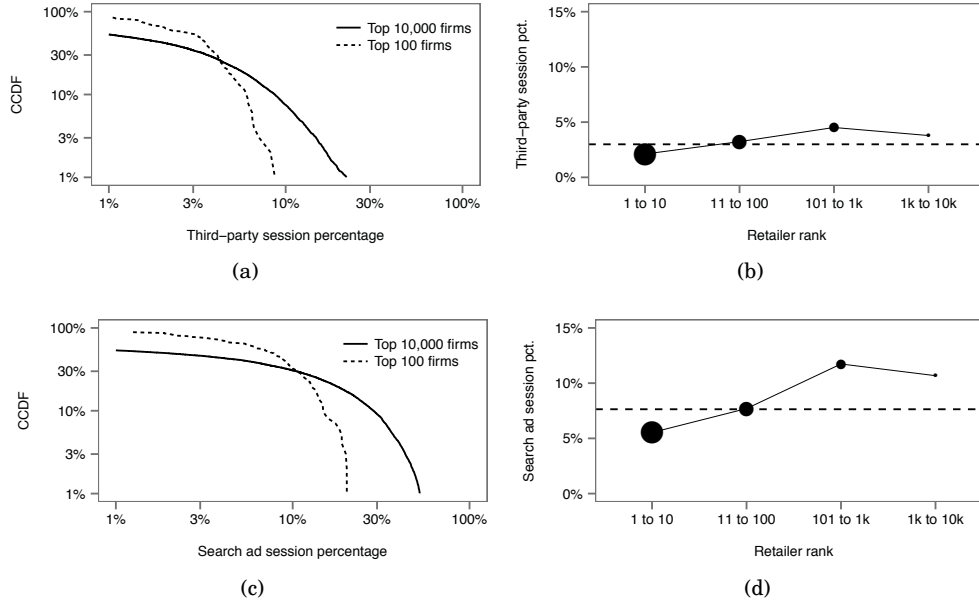 100%
30%
10%
3%
1%
CCDF
Top 10,000 firms
Top 100 firms
1%
3%
10%
30%
100%
Third−party session percentage
(a)
15%
10%
5%
0%
Third−party session pct.
1 to 10
11 to 100
101 to 1k
1k to 10k
Retailer rank
(b)
100%
30%
10%
3%
1%
CCDF
Top 10,000 firms
Top 100 firms
1%
3%
10%
30%
100%
Search ad session percentage
(c)
15%
10%
5%
0%
Search ad session pct.
1 to 10
11 to 100
101 to 1k
1k to 10k
Retailer rank
(d)